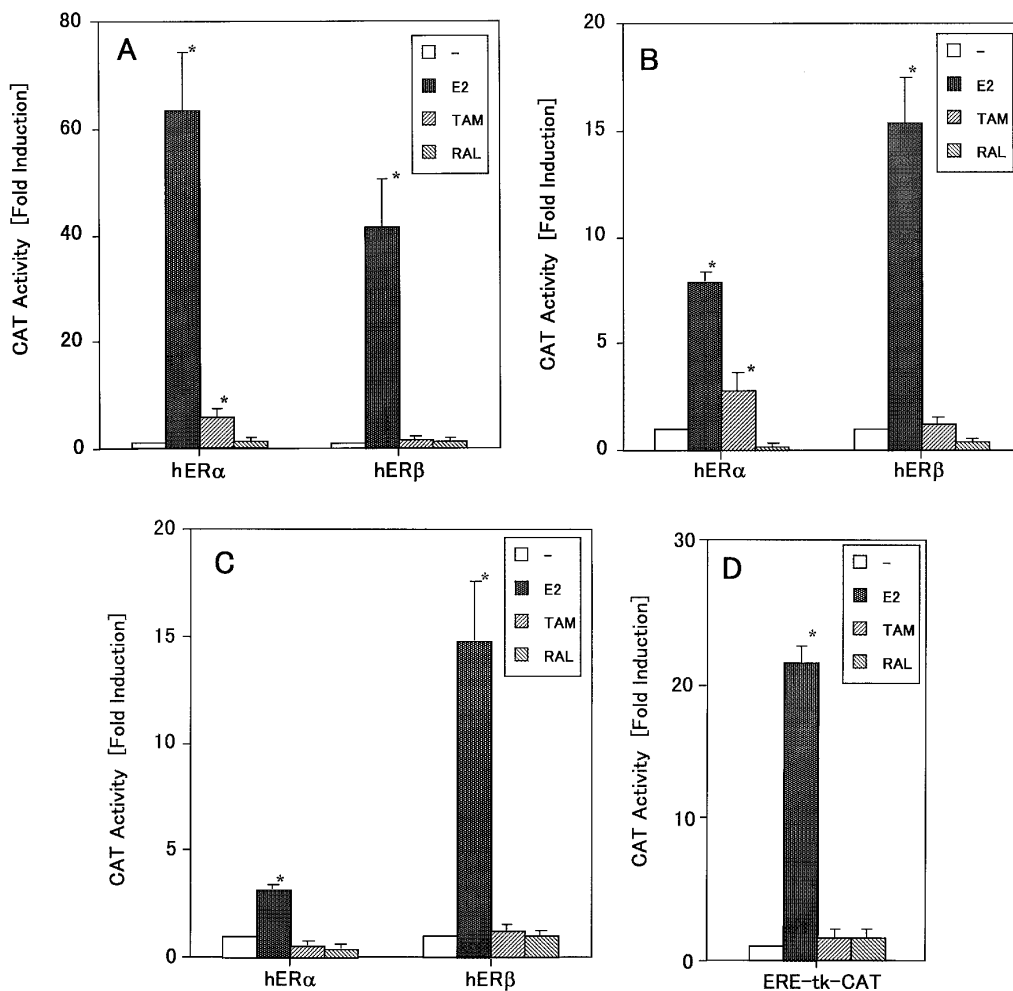 A
CAT Activity [Fold Induction]
80
60
40
20
0
–
E2
TAM
RAL
*
*
*
hERα
hERβ
B
CAT Activity [Fold Induction]
20
15
10
5
0
–
E2
TAM
RAL
*
*
*
hERα
hERβ
C
CAT Activity [Fold Induction]
20
15
10
5
0
–
E2
TAM
RAL
*
*
hERα
hERβ
D
CAT Activity [Fold Induction]
30
20
10
0
–
E2
TAM
RAL
*
ERE-tk-CAT